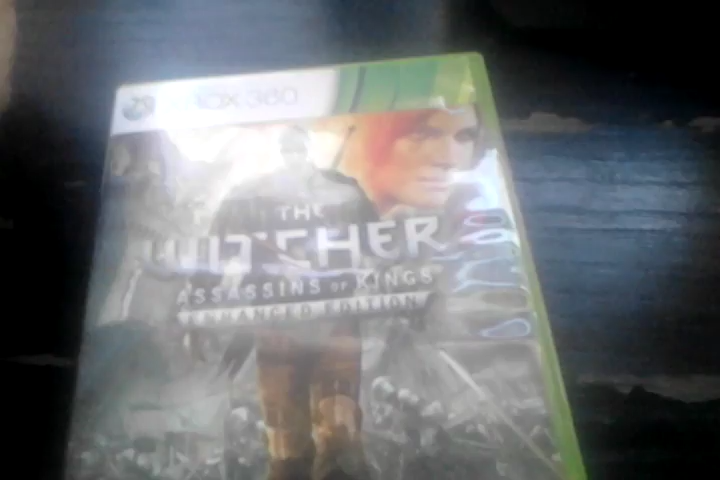 XBOX 360
THE
WITCHER
ASSASSINS OF KINGS
ENHANCED EDITION